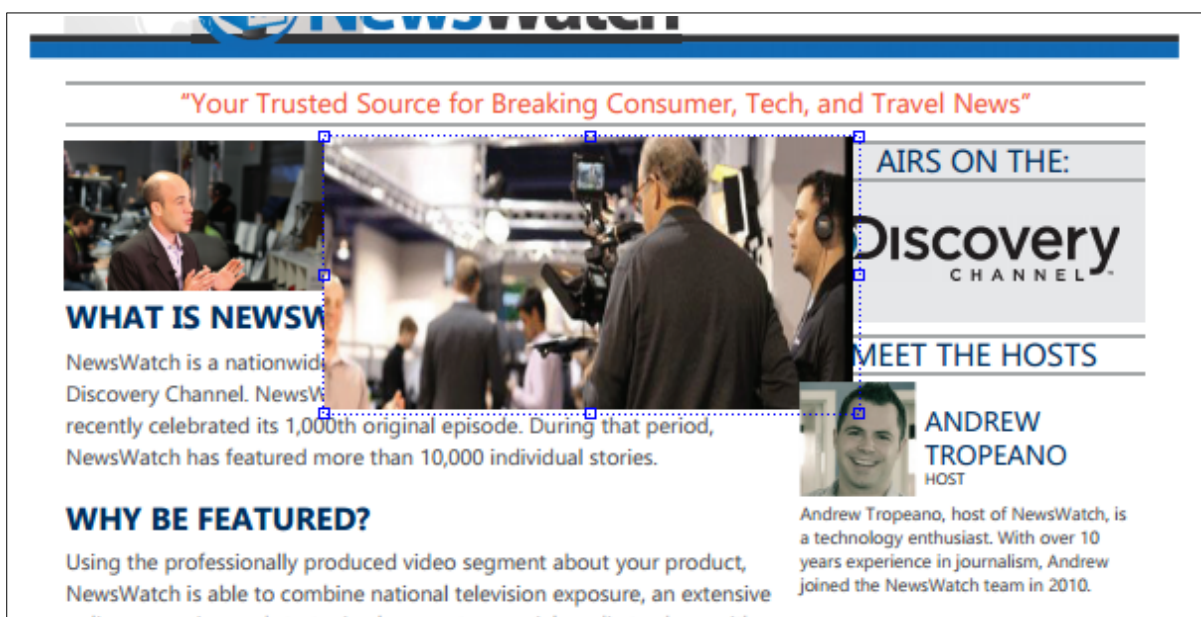 NewsWatch
"Your Trusted Source for Breaking Consumer, Tech, and Travel News"
WHAT IS
NewsWatch is a
Discovery Channel.
recently celebrated its 1,000th original episode. During that period,
NewsWatch has featured more than 10,000 individual stories.
WHY BE FEATURED?
Using the professionally produced video segment about your product,
NewsWatch is able to combine national television exposure, an extensive
AIRS ON THE:
Discovery
CHANNEL™
MEET THE HOSTS
ANDREW
TROPEANO
HOST
Andrew Tropeano, host of NewsWatch, is
a technology enthusiast. With over 10
years experience in journalism, Andrew
joined the NewsWatch team in 2010.